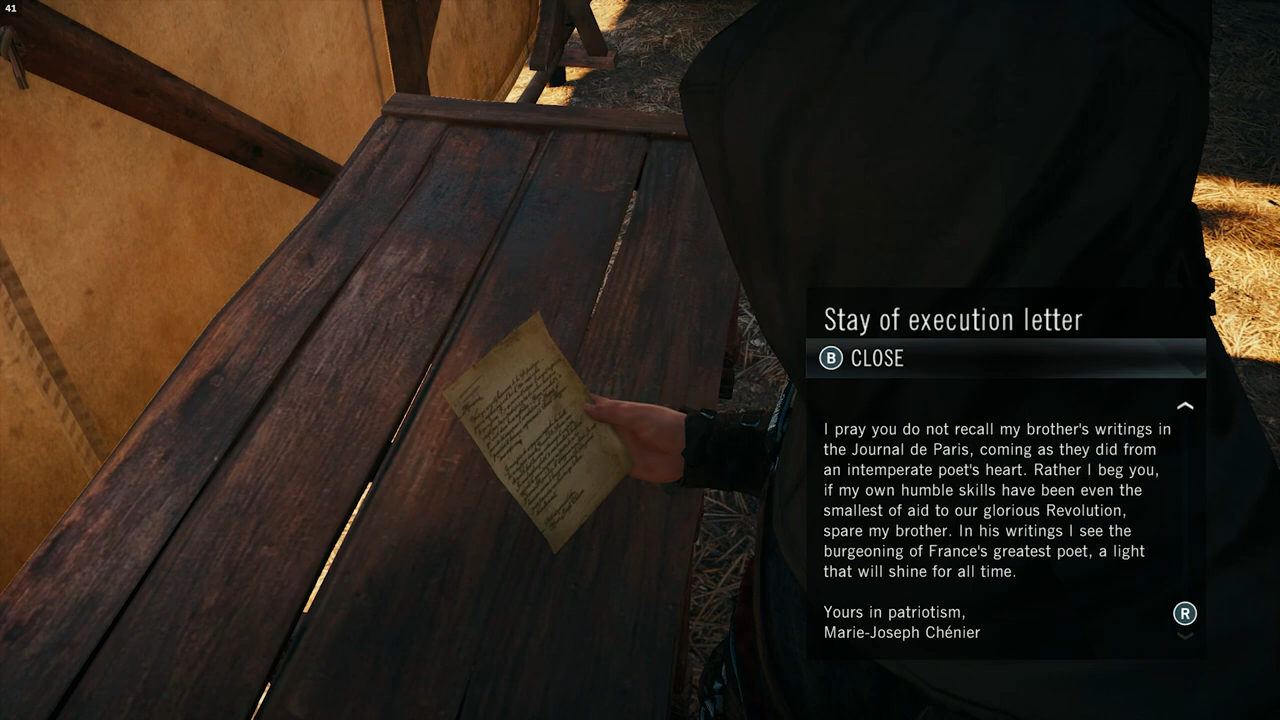 41
Stay of execution letter
B CLOSE
I pray you do not recall my brother's writings in
the Journal de Paris, coming as they did from
an intemperate poet's heart. Rather I beg you,
if my own humble skills have been even the
smallest of aid to our glorious Revolution,
spare my brother. In his writings I see the
burgeoning of France's greatest poet, a light
that will shine for all time.
Yours in patriotism,
R
Marie-Joseph Chénier